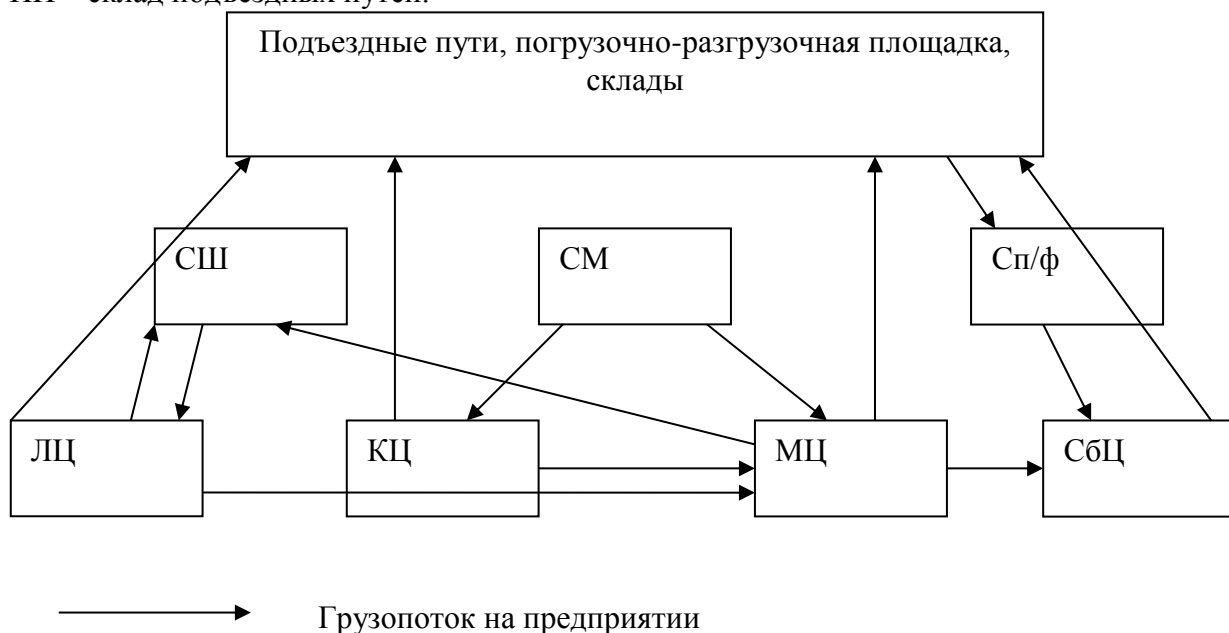 склад подъездных путей.
Подъездные пути, погрузочно-разгрузочная площадка,
склады
СШ
СМ
Сп/ф
ЛЦ
КЦ
МЦ
СбЦ
Грузопоток на предприятии